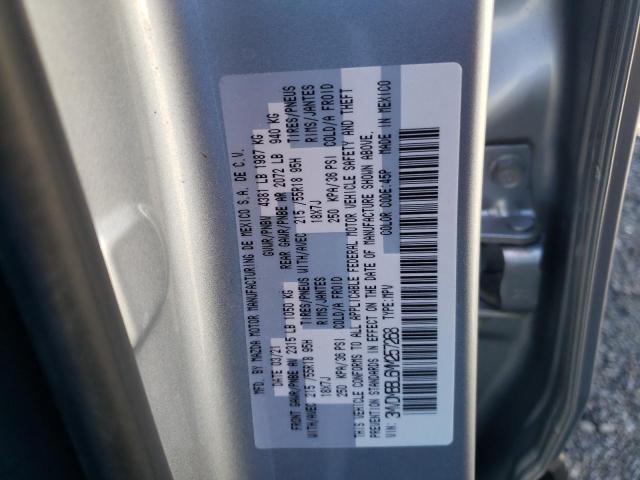 MFD. BY MAZDA MOTOR MANUFACTURING DE MEXICO S.A. DE C.V.
DATE 03/21 GVWR/PNBV 4381 LB 1987 KG
FRONT GAWR/PNBE AV 2315 LB 1050 KG REAR GAWR/PNBE AR 2072 LB 940 KG
WITH/AVEC 215 /55R18 95H TIRES/PNEUS WITH/AVEC 215 /55R18 95H TIRES/PNEUS
18X7J RIMS/JANTES 18X7J RIMS/JANTES
250 KPA/36 PSI COLD/A FROID 250 KPA/36 PSI COLD/A FROID
THIS VEHICLE CONFORMS TO ALL APPLICABLE FEDERAL MOTOR VEHICLE SAFETY AND THEFT
PREVENTION STANDARDS IN EFFECT ON THE DATE OF MANUFACTURE SHOWN ABOVE.
VIN: TYPE:MPV COLOR CODE:45P MADE IN MEXICO